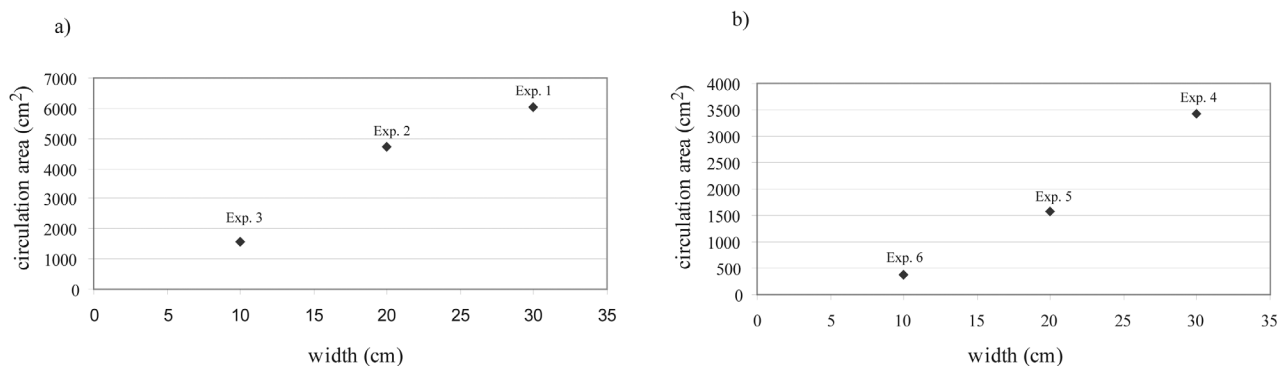 a)
circulation area (cm²)
7000
6000
5000
4000
3000
2000
1000
0
Exp. 1
Exp. 2
Exp. 3
0 5 10 15 20 25 30 35
width (cm)
b)
circulation area (cm²)
4000
3500
3000
2500
2000
1500
1000
500
0
Exp. 4
Exp. 5
Exp. 6
0 5 10 15 20 25 30 35
width (cm)